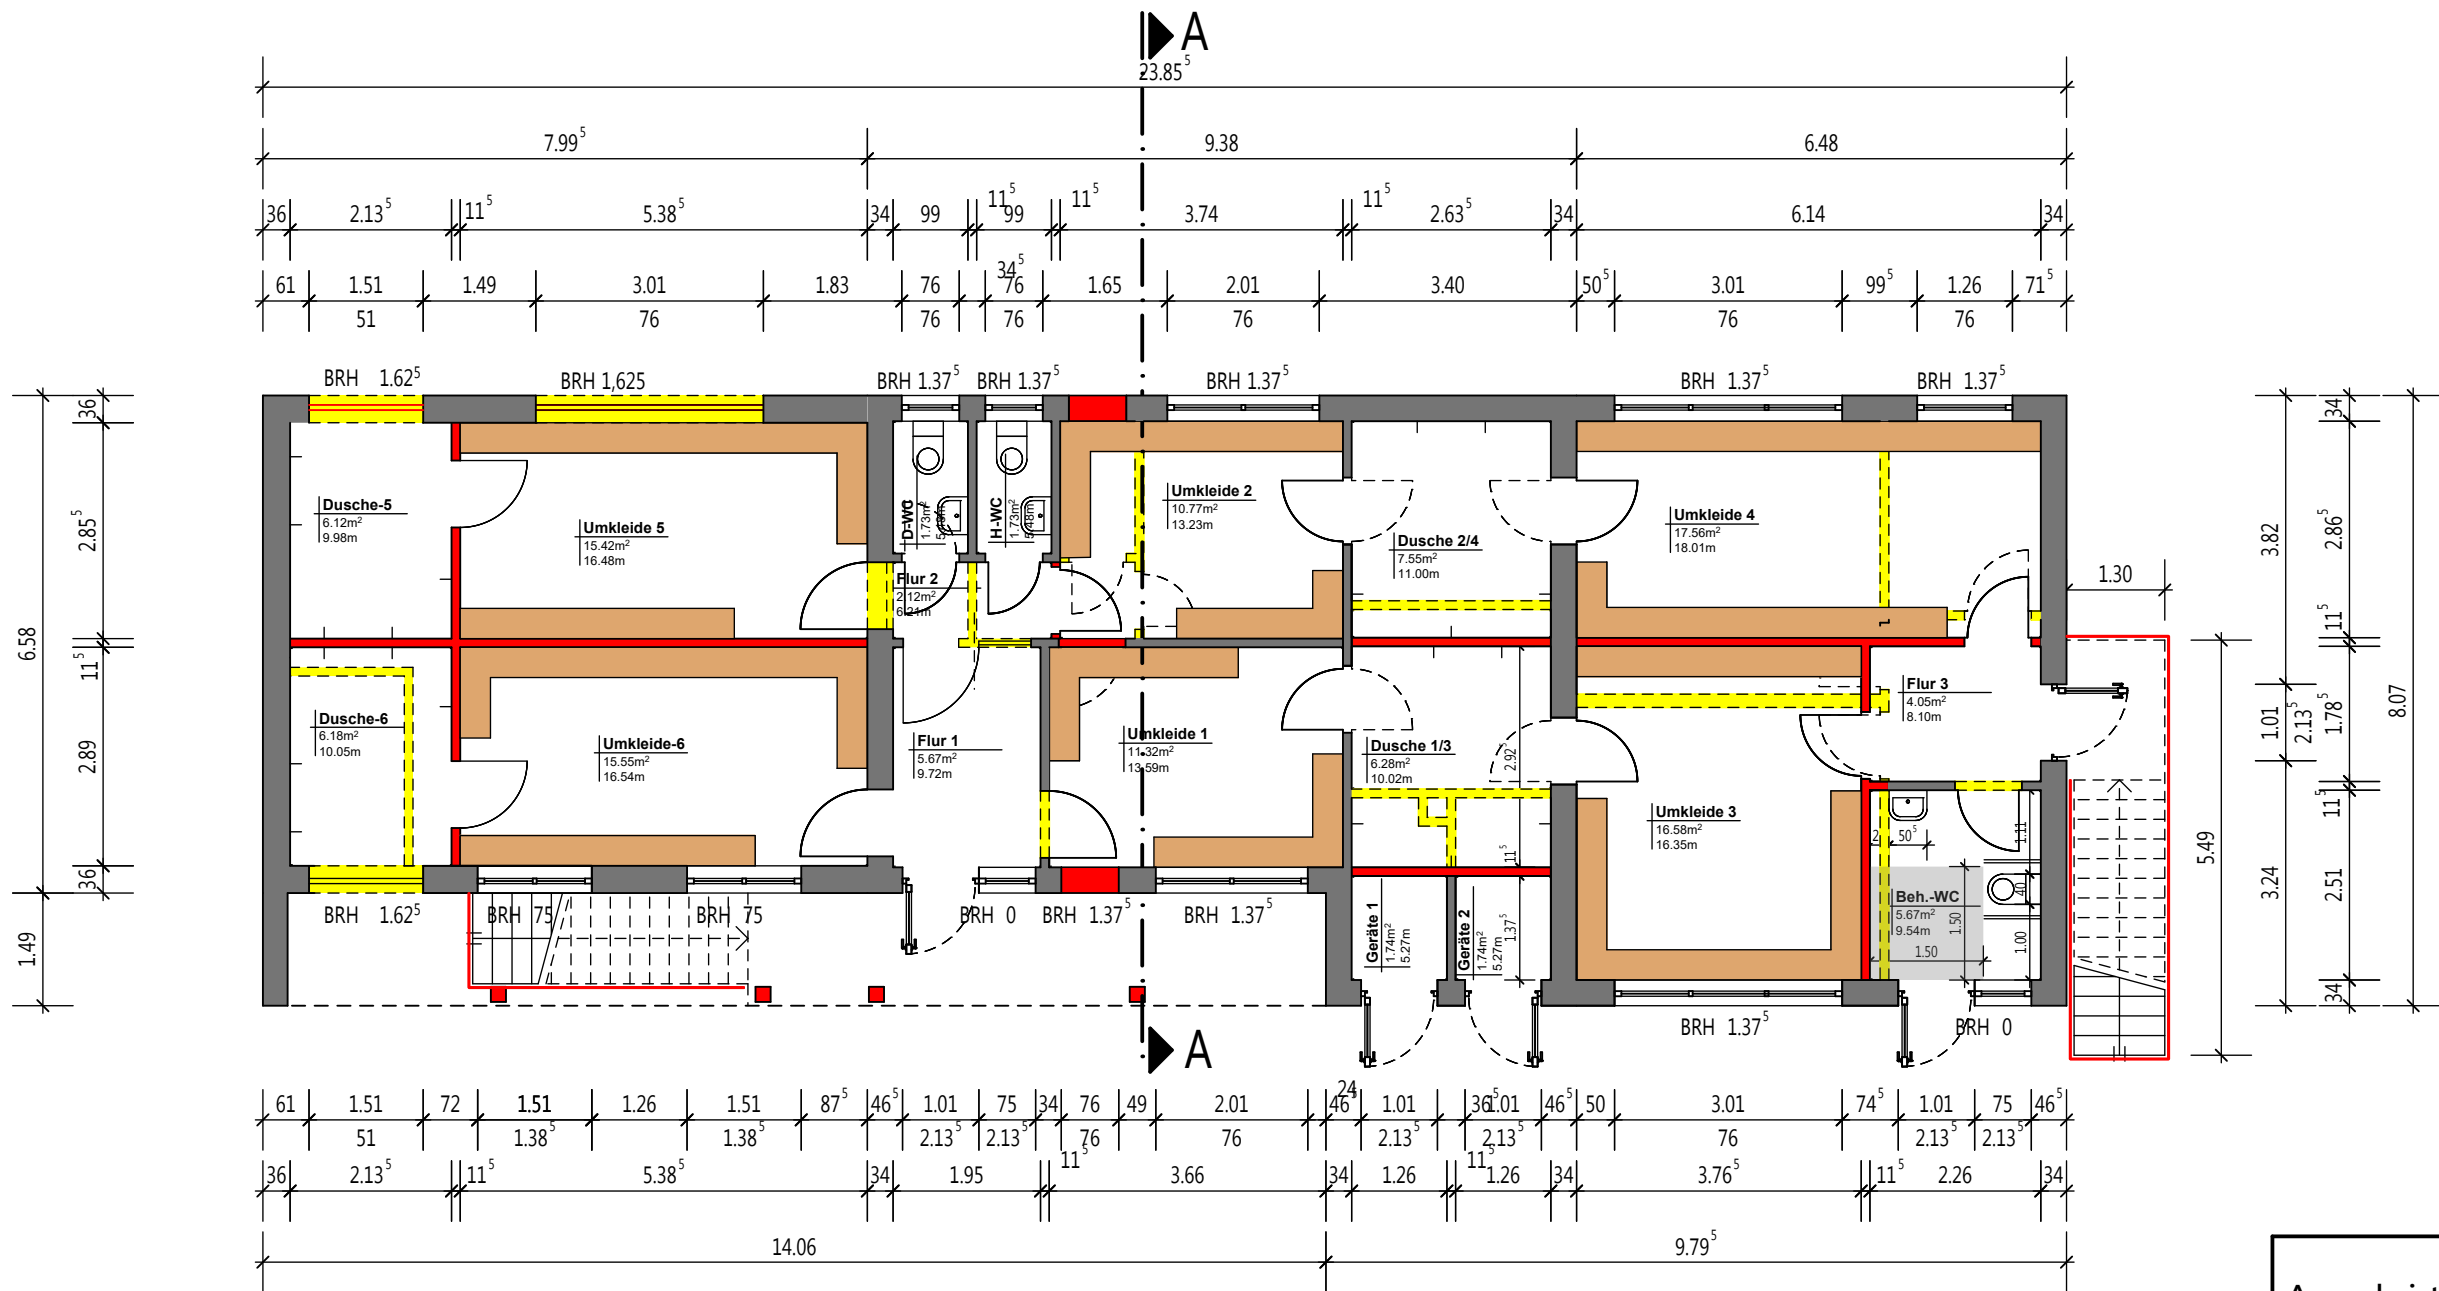 A
23.85⁵
7.99⁵ 9.38 6.48
36 2.13⁵ 11⁵ 5.38⁵ 34 99 11⁵ 99 11⁵ 3.74 11⁵ 2.63⁵ 34 6.14 34
61 1.51 1.49 3.01 1.83 76 34⁵ 76 1.65 2.01 3.40 50⁵ 3.01 99⁵ 1.26 71⁵
51 76 76 76 76 76 76
BRH 1.62⁵ BRH 1,625 BRH 1.37⁵ BRH 1.37⁵ BRH 1.37⁵ BRH 1.37⁵ BRH 1.37⁵
6.58
1.49
36
2.85⁵
11⁵
2.89
36
Dusche-5
6.12m²
9.98m
Umkleide 5
15.42m²
16.48m
D-WC
1.73m²
H-WC
1.73m²
5.48m
Flur 2
2.12m²
6.21m
Umkleide 2
10.77m²
13.23m
Dusche 2/4
7.55m²
11.00m
Umkleide 4
17.56m²
18.01m
Dusche-6
6.18m²
10.05m
Umkleide-6
15.55m²
16.54m
Flur 1
5.67m²
9.72m
Umkleide 1
11.32m²
13.59m
Dusche 1/3
6.28m²
10.02m
2.92⁵
11⁵
1.37⁵
Umkleide 3
16.58m²
16.35m
Flur 3
4.05m²
8.10m
Beh.-WC
5.67m²
9.54m
2 50⁵
1.11
40
1.50
1.00
1.50
Geräte 1
1.74m²
5.27m
Geräte 2
1.74m²
5.27m
1.30
3.82
1.01
2.13⁵
3.24
34
2.86⁵
11⁵
1.78⁵
11⁵
2.51
34
8.07
5.49
BRH 1.62⁵ BRH 75 BRH 75 BRH 0 BRH 1.37⁵ BRH 1.37⁵
BRH 1.37⁵ BRH 0
A
61 1.51 72 1.51 1.26 1.51 87⁵ 46⁵ 1.01 75 34 76 49 2.01 24 46⁵ 1.01 36⁵ 1.01 46⁵ 50 3.01 74⁵ 1.01 75 46⁵
51 1.38⁵ 1.38⁵ 2.13⁵ 2.13⁵ 76 76 2.13⁵ 2.13⁵ 76 2.13⁵ 2.13⁵
36 2.13⁵ 11⁵ 5.38⁵ 34 1.95 11⁵ 3.66 34 1.26 11⁵ 1.26 34 3.76⁵ 11⁵ 2.26 34
14.06 9.79⁵